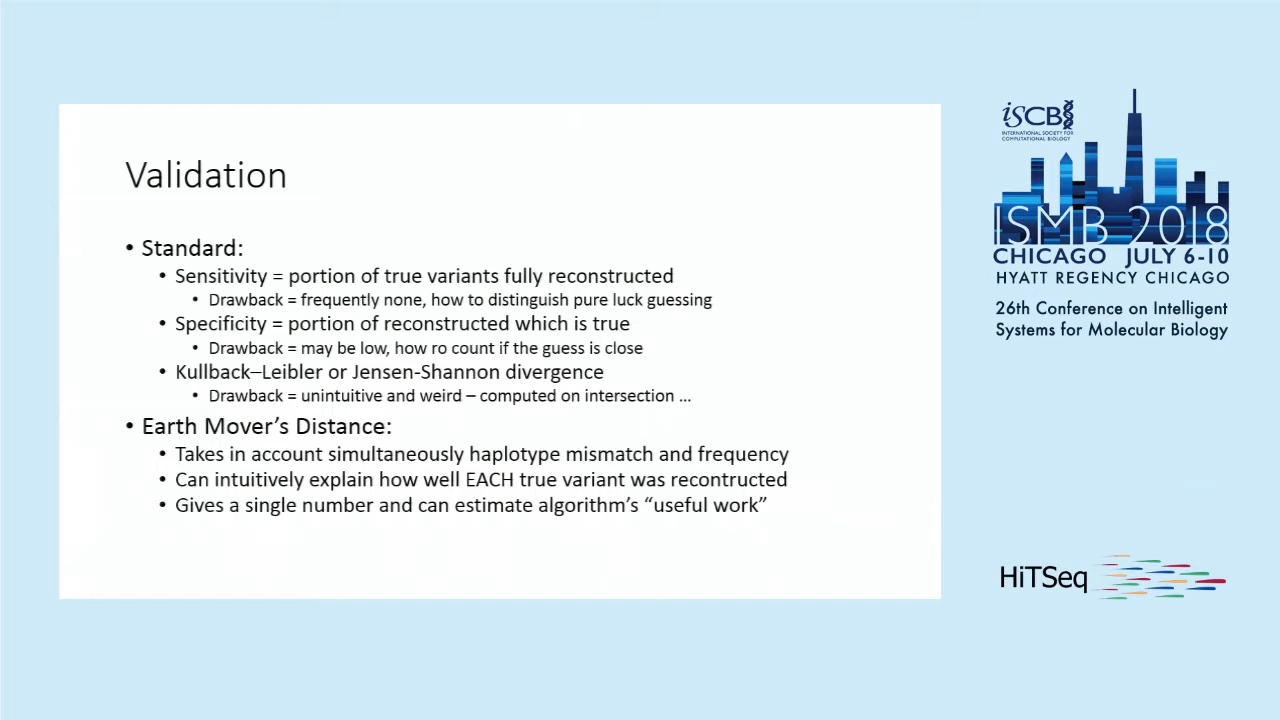 Validation
• Standard:
• Sensitivity = portion of true variants fully reconstructed
• Drawback = frequently none, how to distinguish pure luck guessing
• Specificity = portion of reconstructed which is true
• Drawback = may be low, how ro count if the guess is close
• Kullback–Leibler or Jensen-Shannon divergence
• Drawback = unintuitive and weird – computed on intersection ...
• Earth Mover's Distance:
• Takes in account simultaneously haplotype mismatch and frequency
• Can intuitively explain how well EACH true variant was recontructed
• Gives a single number and can estimate algorithm's “useful work”
iSCB
INTERNATIONAL SOCIETY FOR
COMPUTATIONAL BIOLOGY
ISMB 2018
CHICAGO JULY 6-10
HYATT REGENCY CHICAGO
26th Conference on Intelligent
Systems for Molecular Biology
HiTSeq